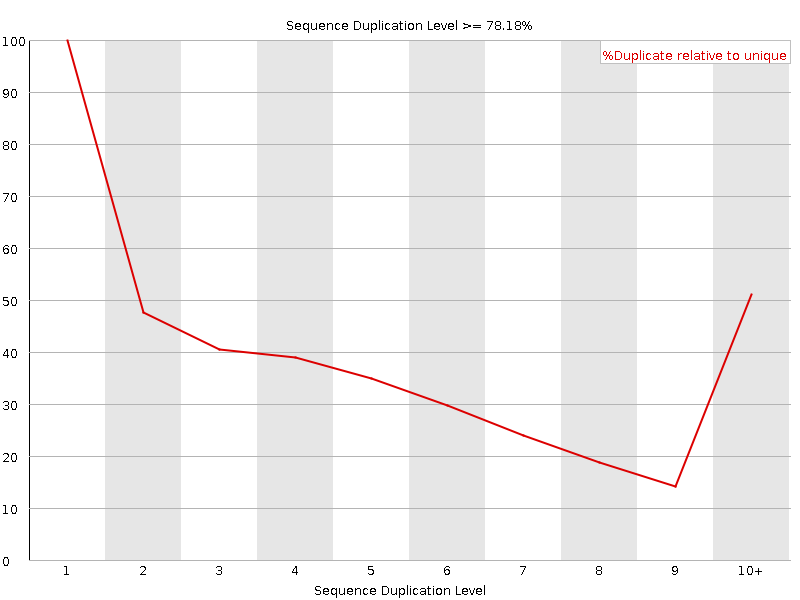 Sequence Duplication Level >= 78.18%
%Duplicate relative to unique
100
90
80
70
60
50
40
30
20
10
0
1 2 3 4 5 6 7 8 9 10+
Sequence Duplication Level